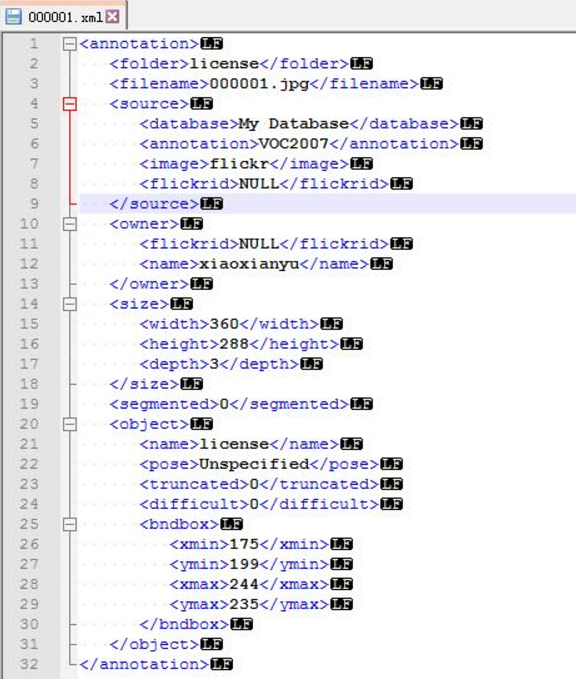 000001.xml
1 <annotation>LF
2 <folder>license</folder>LF
3 <filename>000001.jpg</filename>LF
4 <source>LF
5 <database>My Database</database>LF
6 <annotation>VOC2007</annotation>LF
7 <image>flickr</image>LF
8 <flickrid>NULL</flickrid>LF
9 </source>LF
10 <owner>LF
11 <flickrid>NULL</flickrid>LF
12 <name>xiaoxianyu</name>LF
13 </owner>LF
14 <size>LF
15 <width>360</width>LF
16 <height>288</height>LF
17 <depth>3</depth>LF
18 </size>LF
19 <segmented>0</segmented>LF
20 <object>LF
21 <name>license</name>LF
22 <pose>Unspecified</pose>LF
23 <truncated>0</truncated>LF
24 <difficult>0</difficult>LF
25 <bndbox>LF
26 <xmin>175</xmin>LF
27 <ymin>199</ymin>LF
28 <xmax>244</xmax>LF
29 <ymax>235</ymax>LF
30 </bndbox>LF
31 </object>LF
32 </annotation>LF